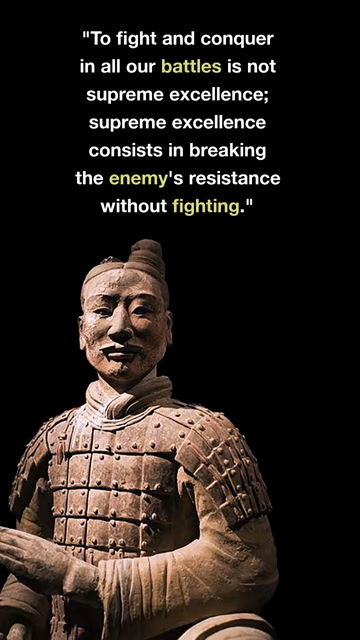 "To fight and conquer
in all our battles is not
supreme excellence;
supreme excellence
consists in breaking
the enemy's resistance
without fighting."